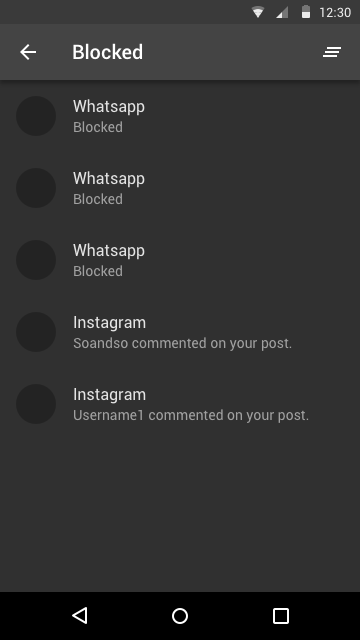 12:30
Blocked
Whatsapp
Blocked
Whatsapp
Blocked
Whatsapp
Blocked
Instagram
Soandso commented on your post.
Instagram
Username1 commented on your post.